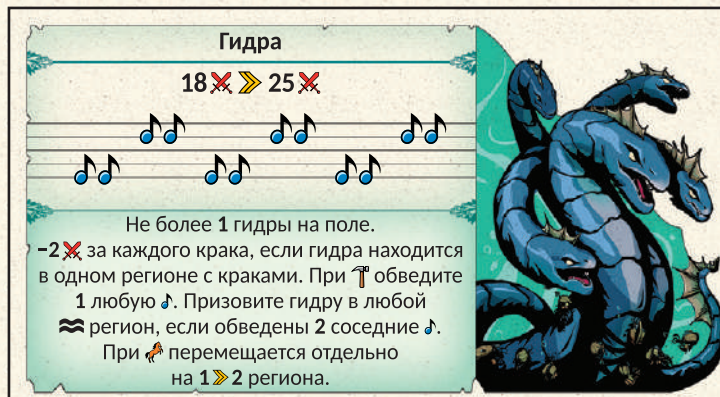 Гидра
18 25
Не более 1 гидры на поле.
−2 за каждого крака, если гидра находится
в одном регионе с краками. При обведите
1 любую . Призовите гидру в любой
регион, если обведены 2 соседние .
При перемещается отдельно
на 1 2 региона.